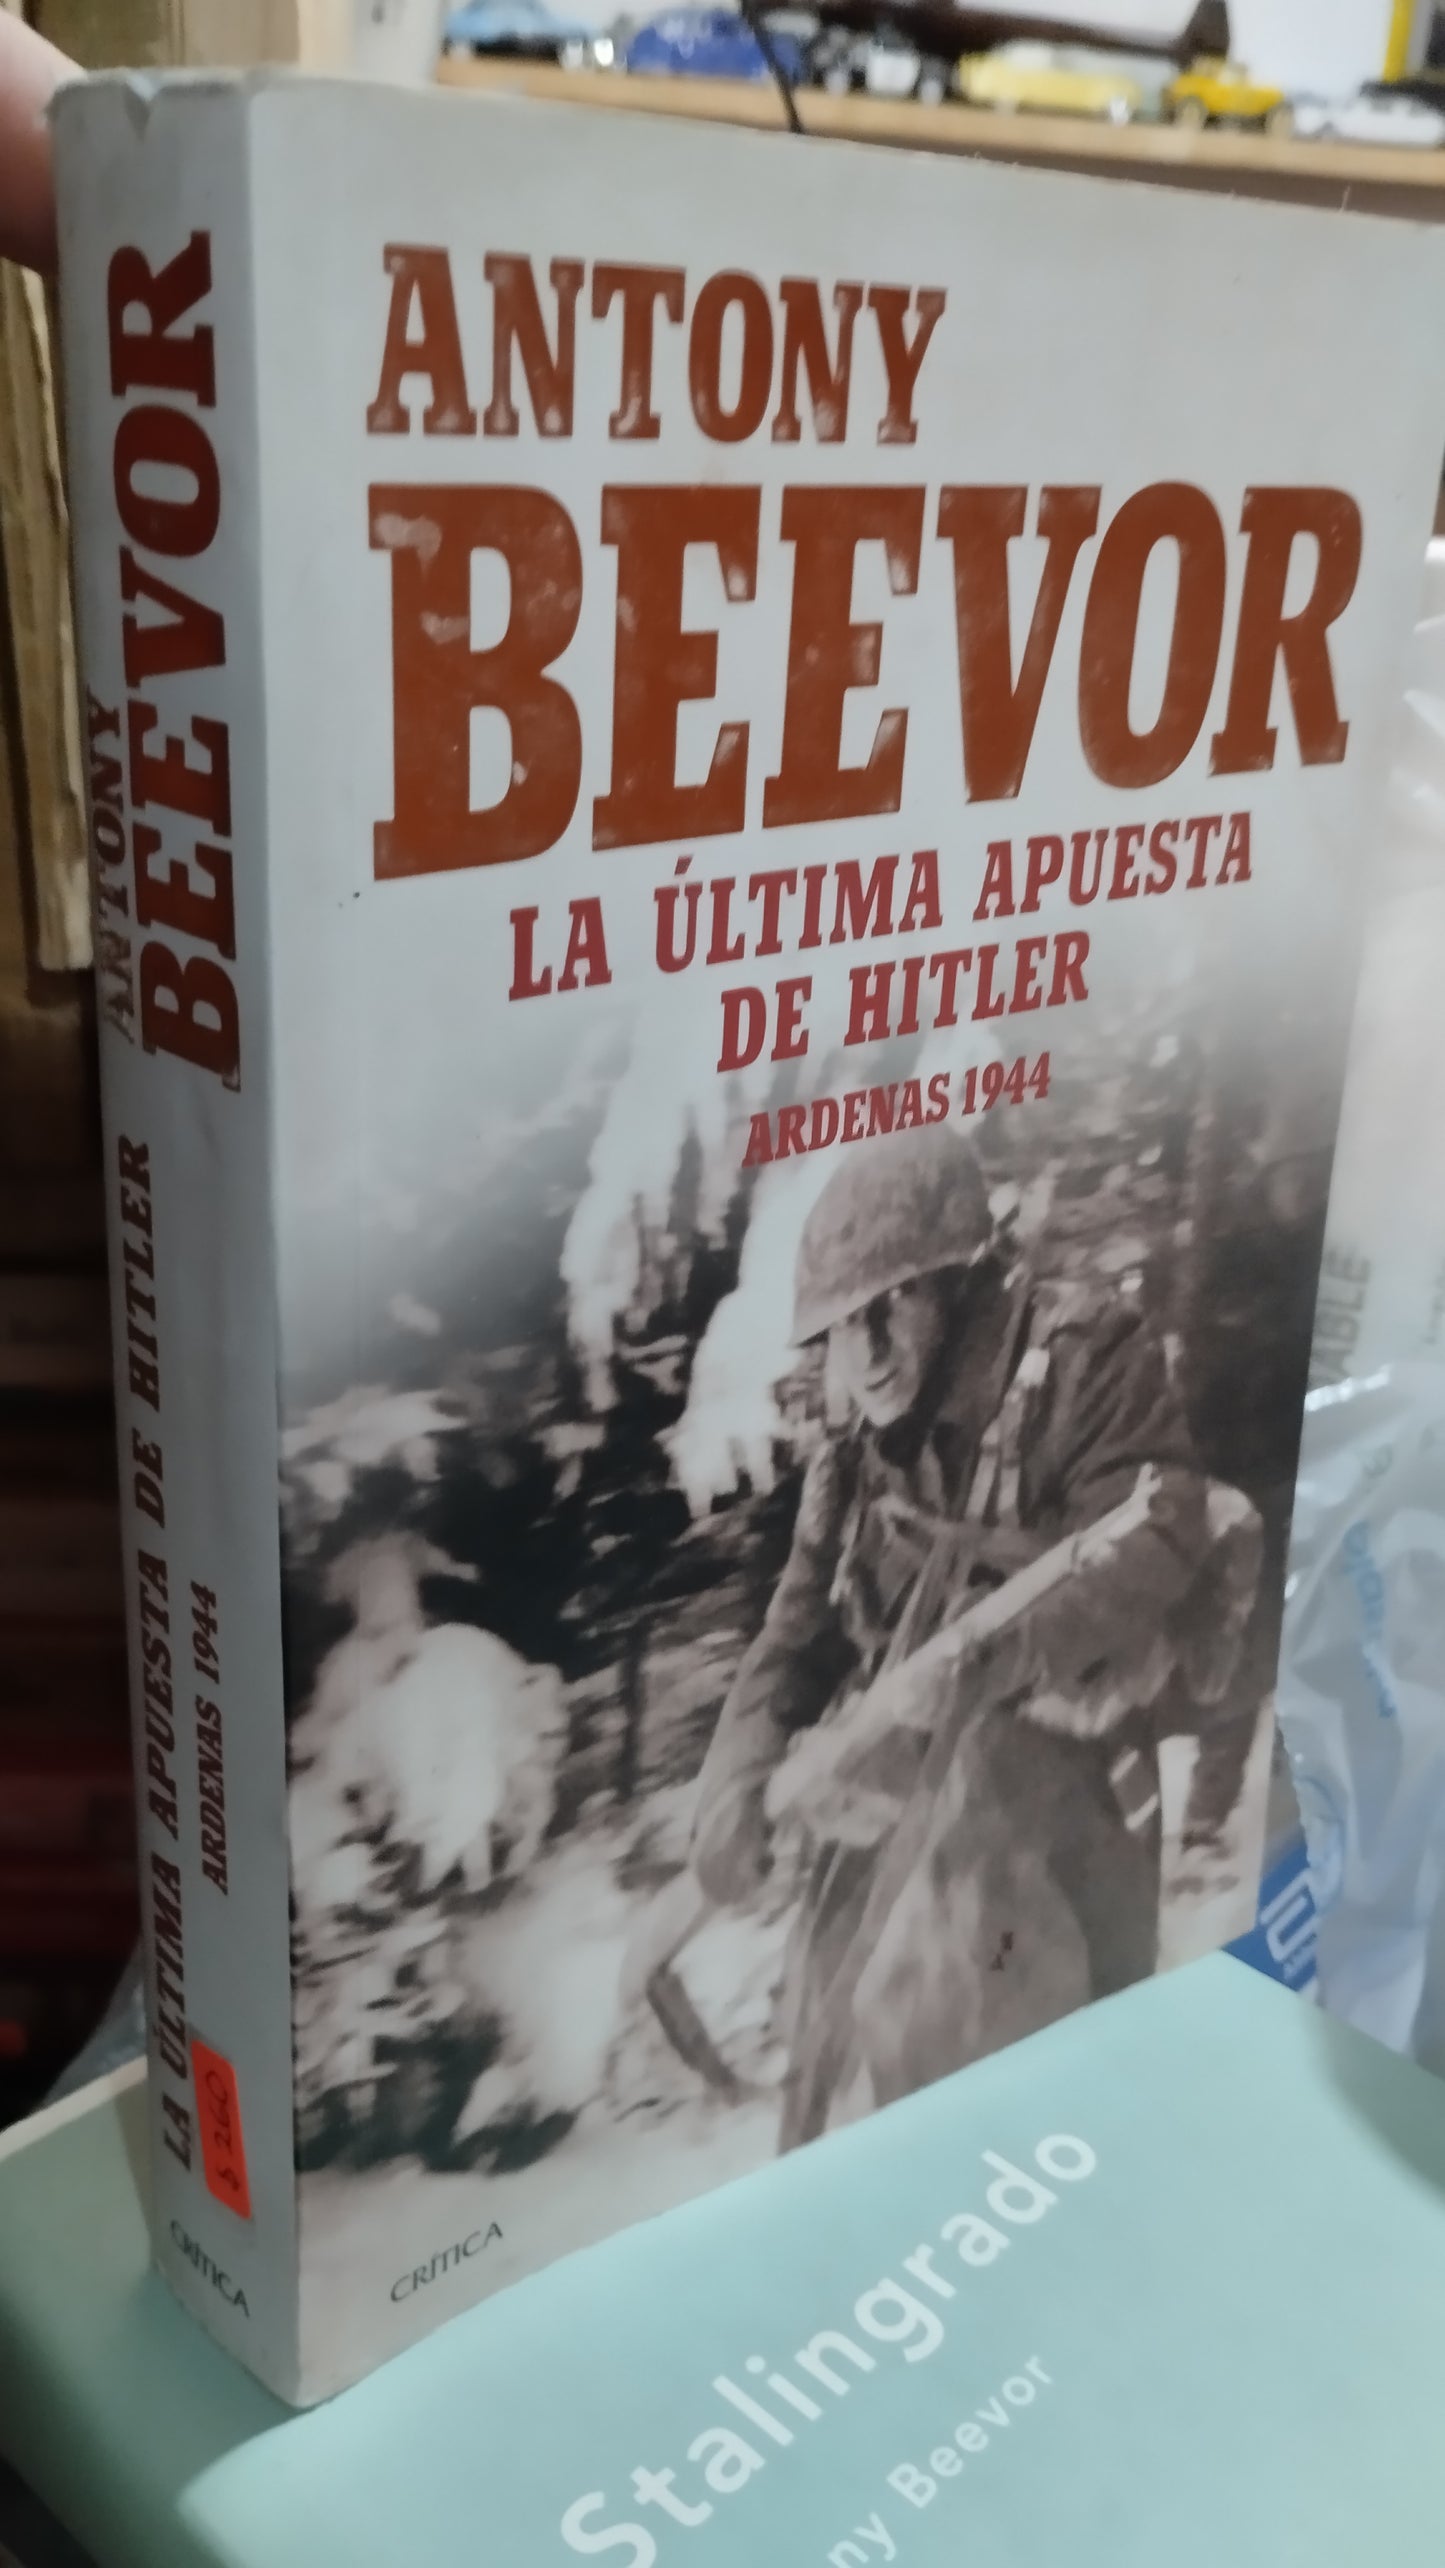 ANTONY
BEEVOR
LA ÚLTIMA APUESTA
DE HITLER
ARDENAS 1944
CRÍTICA
ANTONY
BEEVOR
LA ÚLTIMA APUESTA DE HITLER
ARDENAS 1944
$ 260
CRÍTICA
Stalingrado
ny Beevor